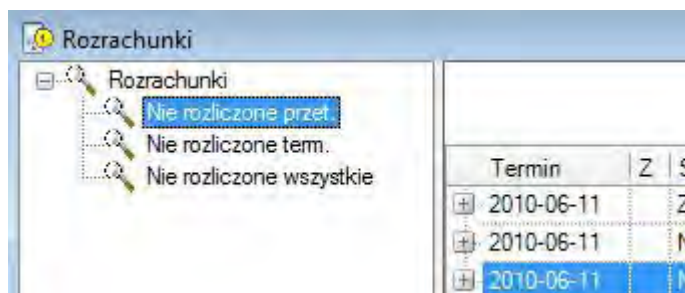 Rozrachunki
Rozrachunki
Nie rozliczone przet.
Nie rozliczone term.
Nie rozliczone wszystkie
Termin Z
2010-06-11 Z
2010-06-11 N
2010-06-11 N